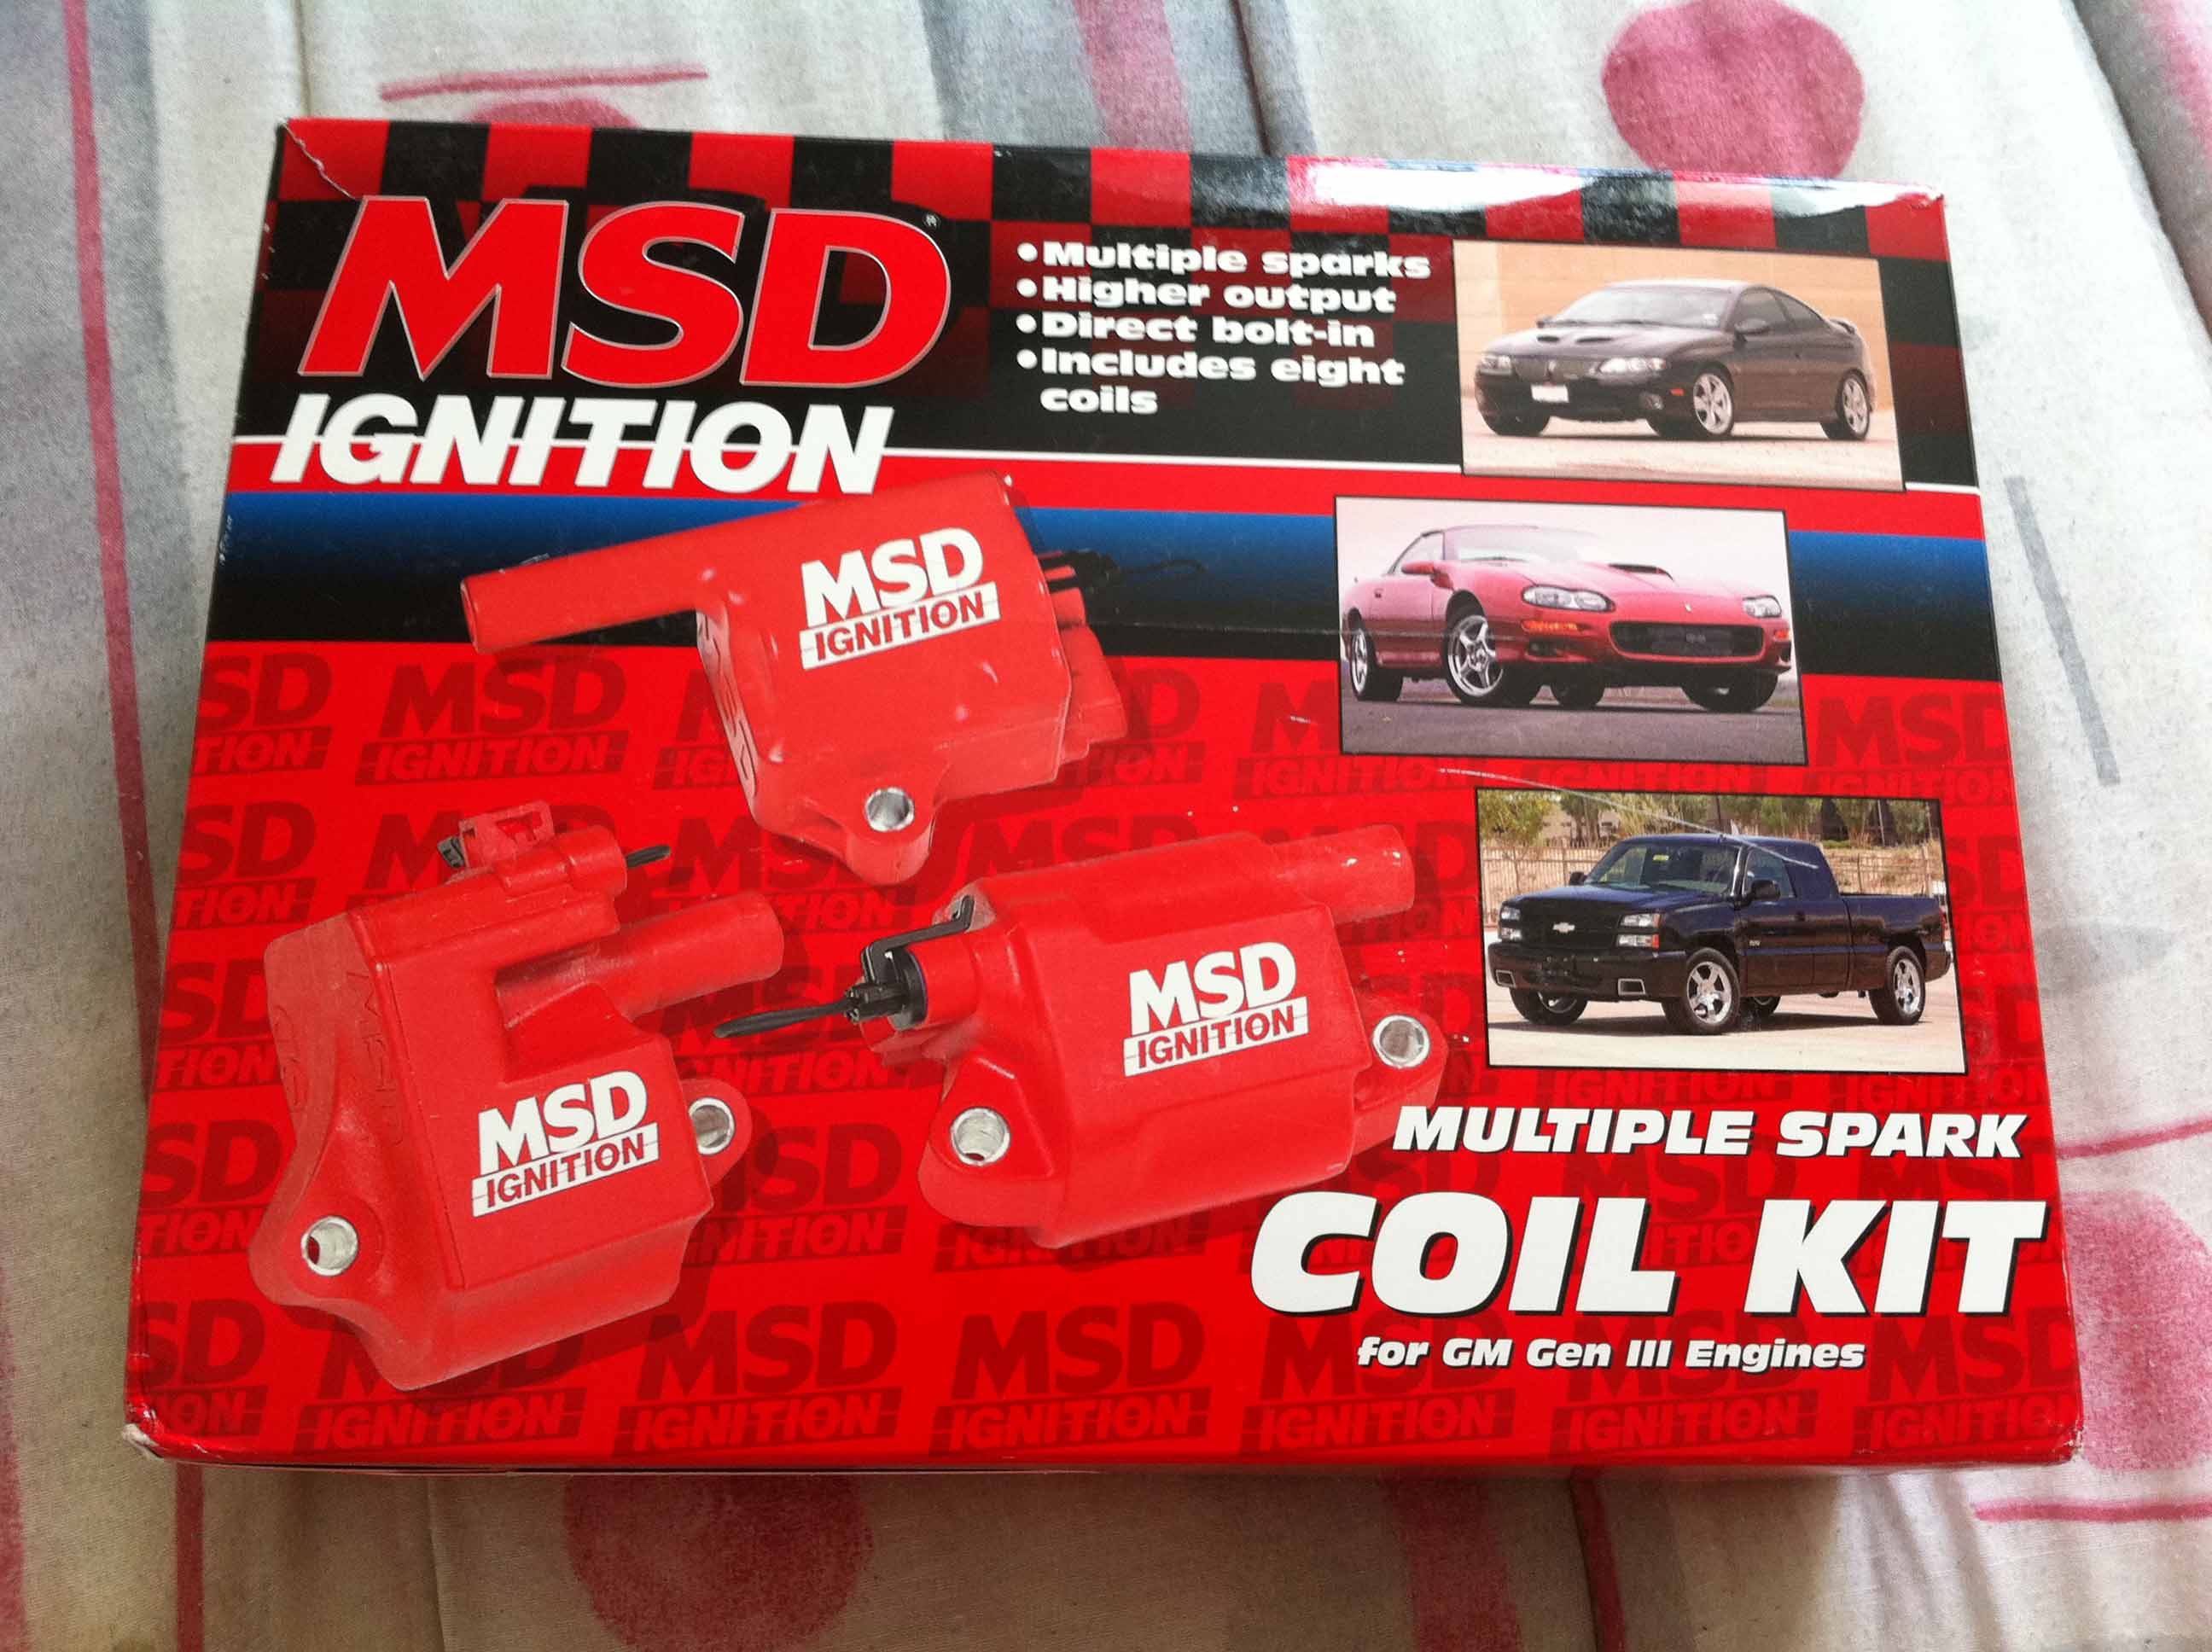 MSD®
IGNITION
• Multiple sparks
• Higher output
• Direct bolt-in
• Includes eight
coils
MSD
IGNITION
MSD
IGNITION
MSD
IGNITION
MULTIPLE SPARK
COIL KIT
for GM Gen III Engines